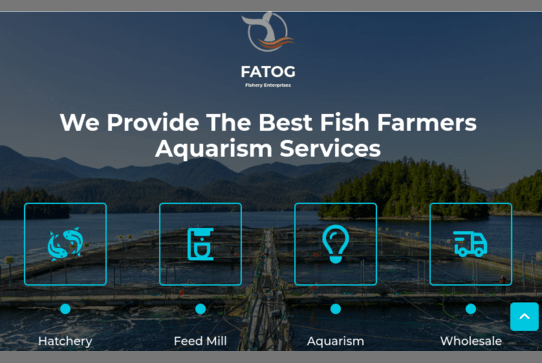 FATOG
Fishery Enterprises
We Provide The Best Fish Farmers
Aquarism Services
Hatchery
Feed Mill
Aquarism
Wholesale